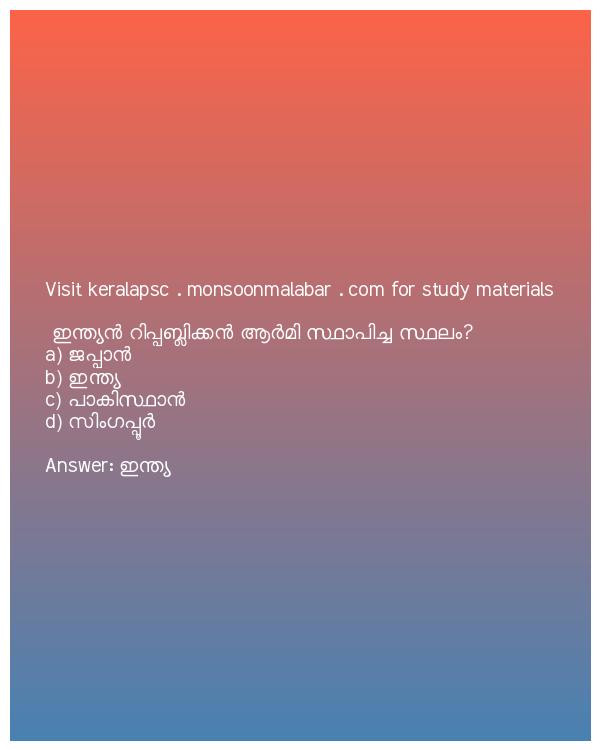 Visit keralapsc . monsoonmalabar . com for study materials
ഇന്ത്യൻ റിപ്പബ്ലിക്കൻ ആർമി സ്ഥാപിച്ച സ്ഥലം?
a) ജപ്പാൻ
b) ഇന്ത്യ
c) പാകിസ്ഥാൻ
d) സിംഗപ്പൂർ
Answer: ഇന്ത്യ